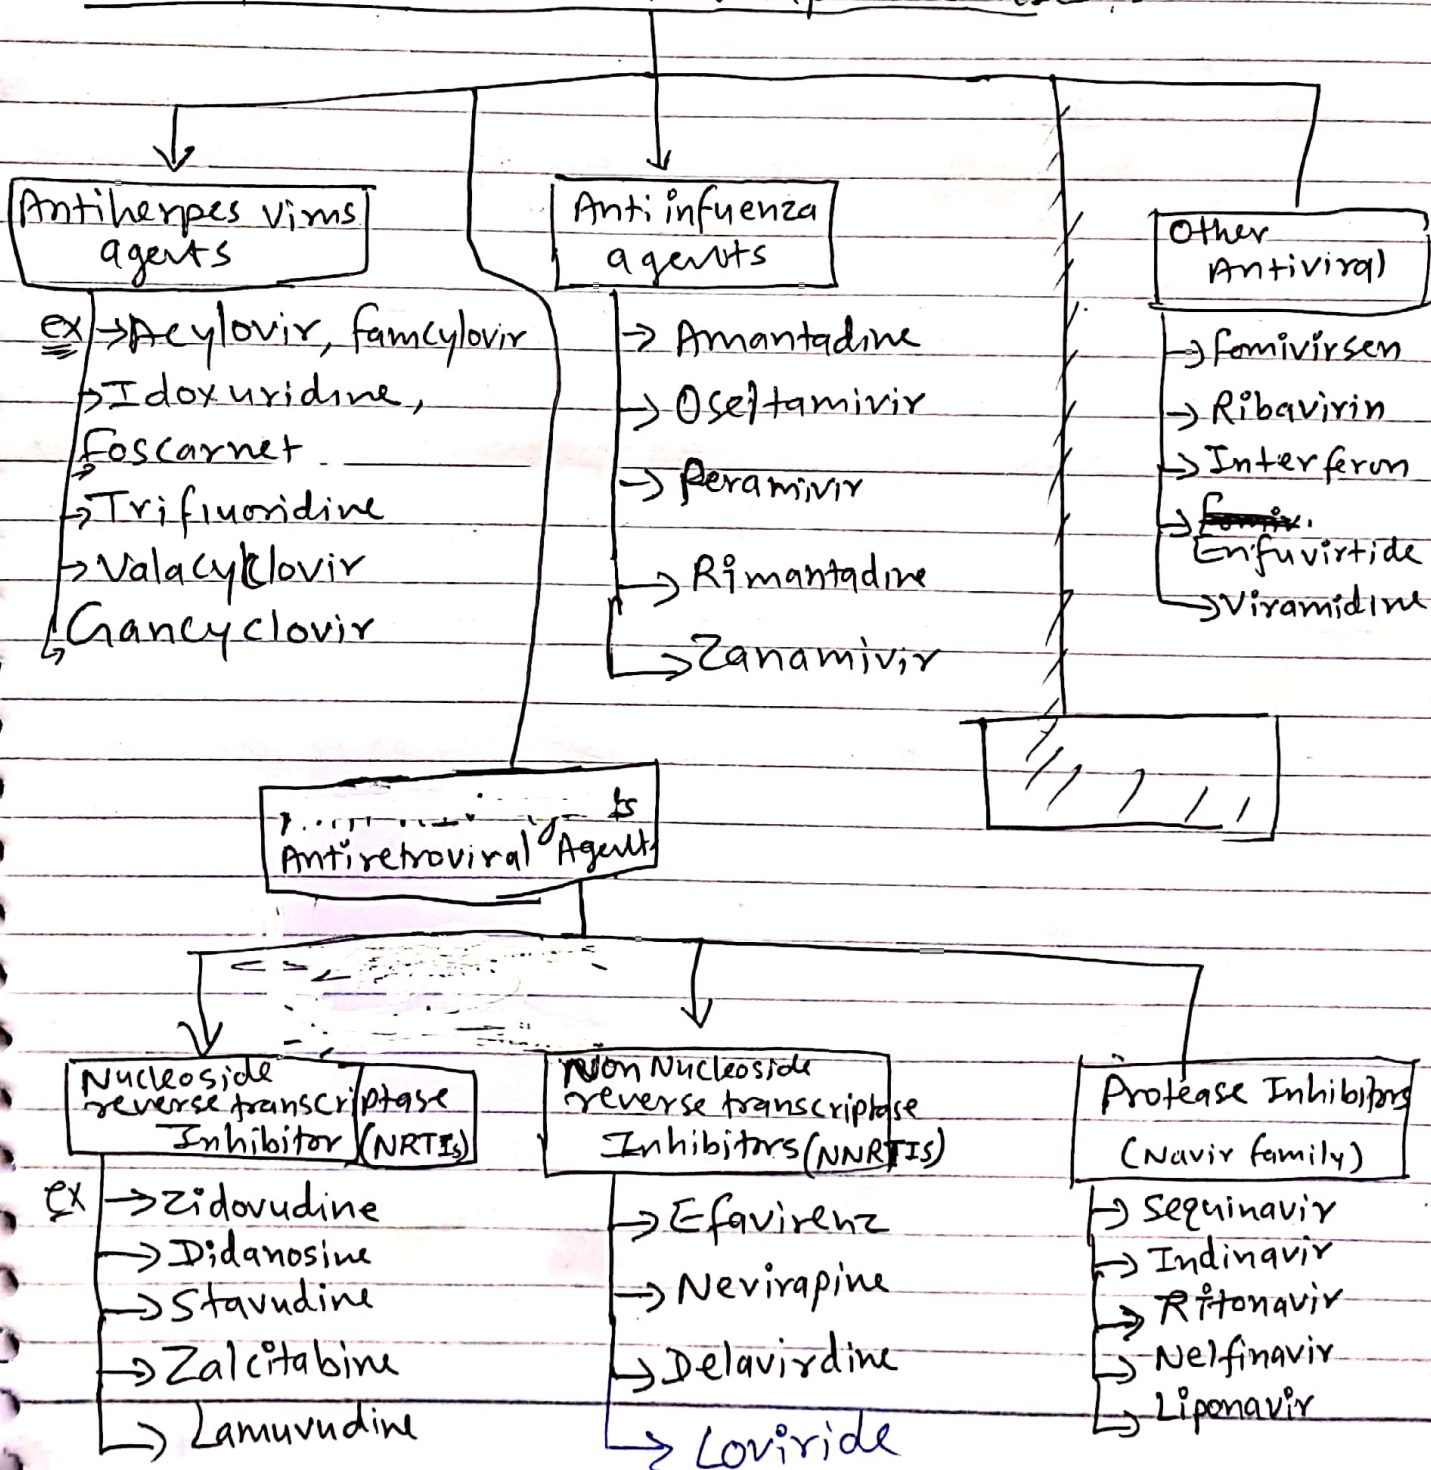 Antiherpes virus
agents
ex → Acylovir, famcylovir
→ Idoxuridine,
Foscarnet
→ Trifluoridine
→ Valacyclovir
Gancyclovir
Anti infuenza
agents
→ Amantadine
→ Oseltamivir
→ Peramivir
→ Rimantadine
→ Zanamivir
Other
Antiviral
→ fomivirsen
→ Ribavirin
→ Interferon
→ Enfuvirtide
→ Viramidine
Antiretroviral Agents
Nucleoside
reverse transcriptase
Inhibitor (NRTIs)
ex → Zidovudine
→ Didanosine
→ Stavudine
→ Zalcitabine
→ Lamuvudine
Non Nucleoside
reverse transcriptase
Inhibitors (NNRTIS)
→ Efavirenz
→ Nevirapine
→ Delavirdine
→ Loviride
Protease Inhibitors
(Navir family)
→ Sequinavir
→ Indinavir
→ Ritonavir
→ Nelfinavir
→ Liponavir